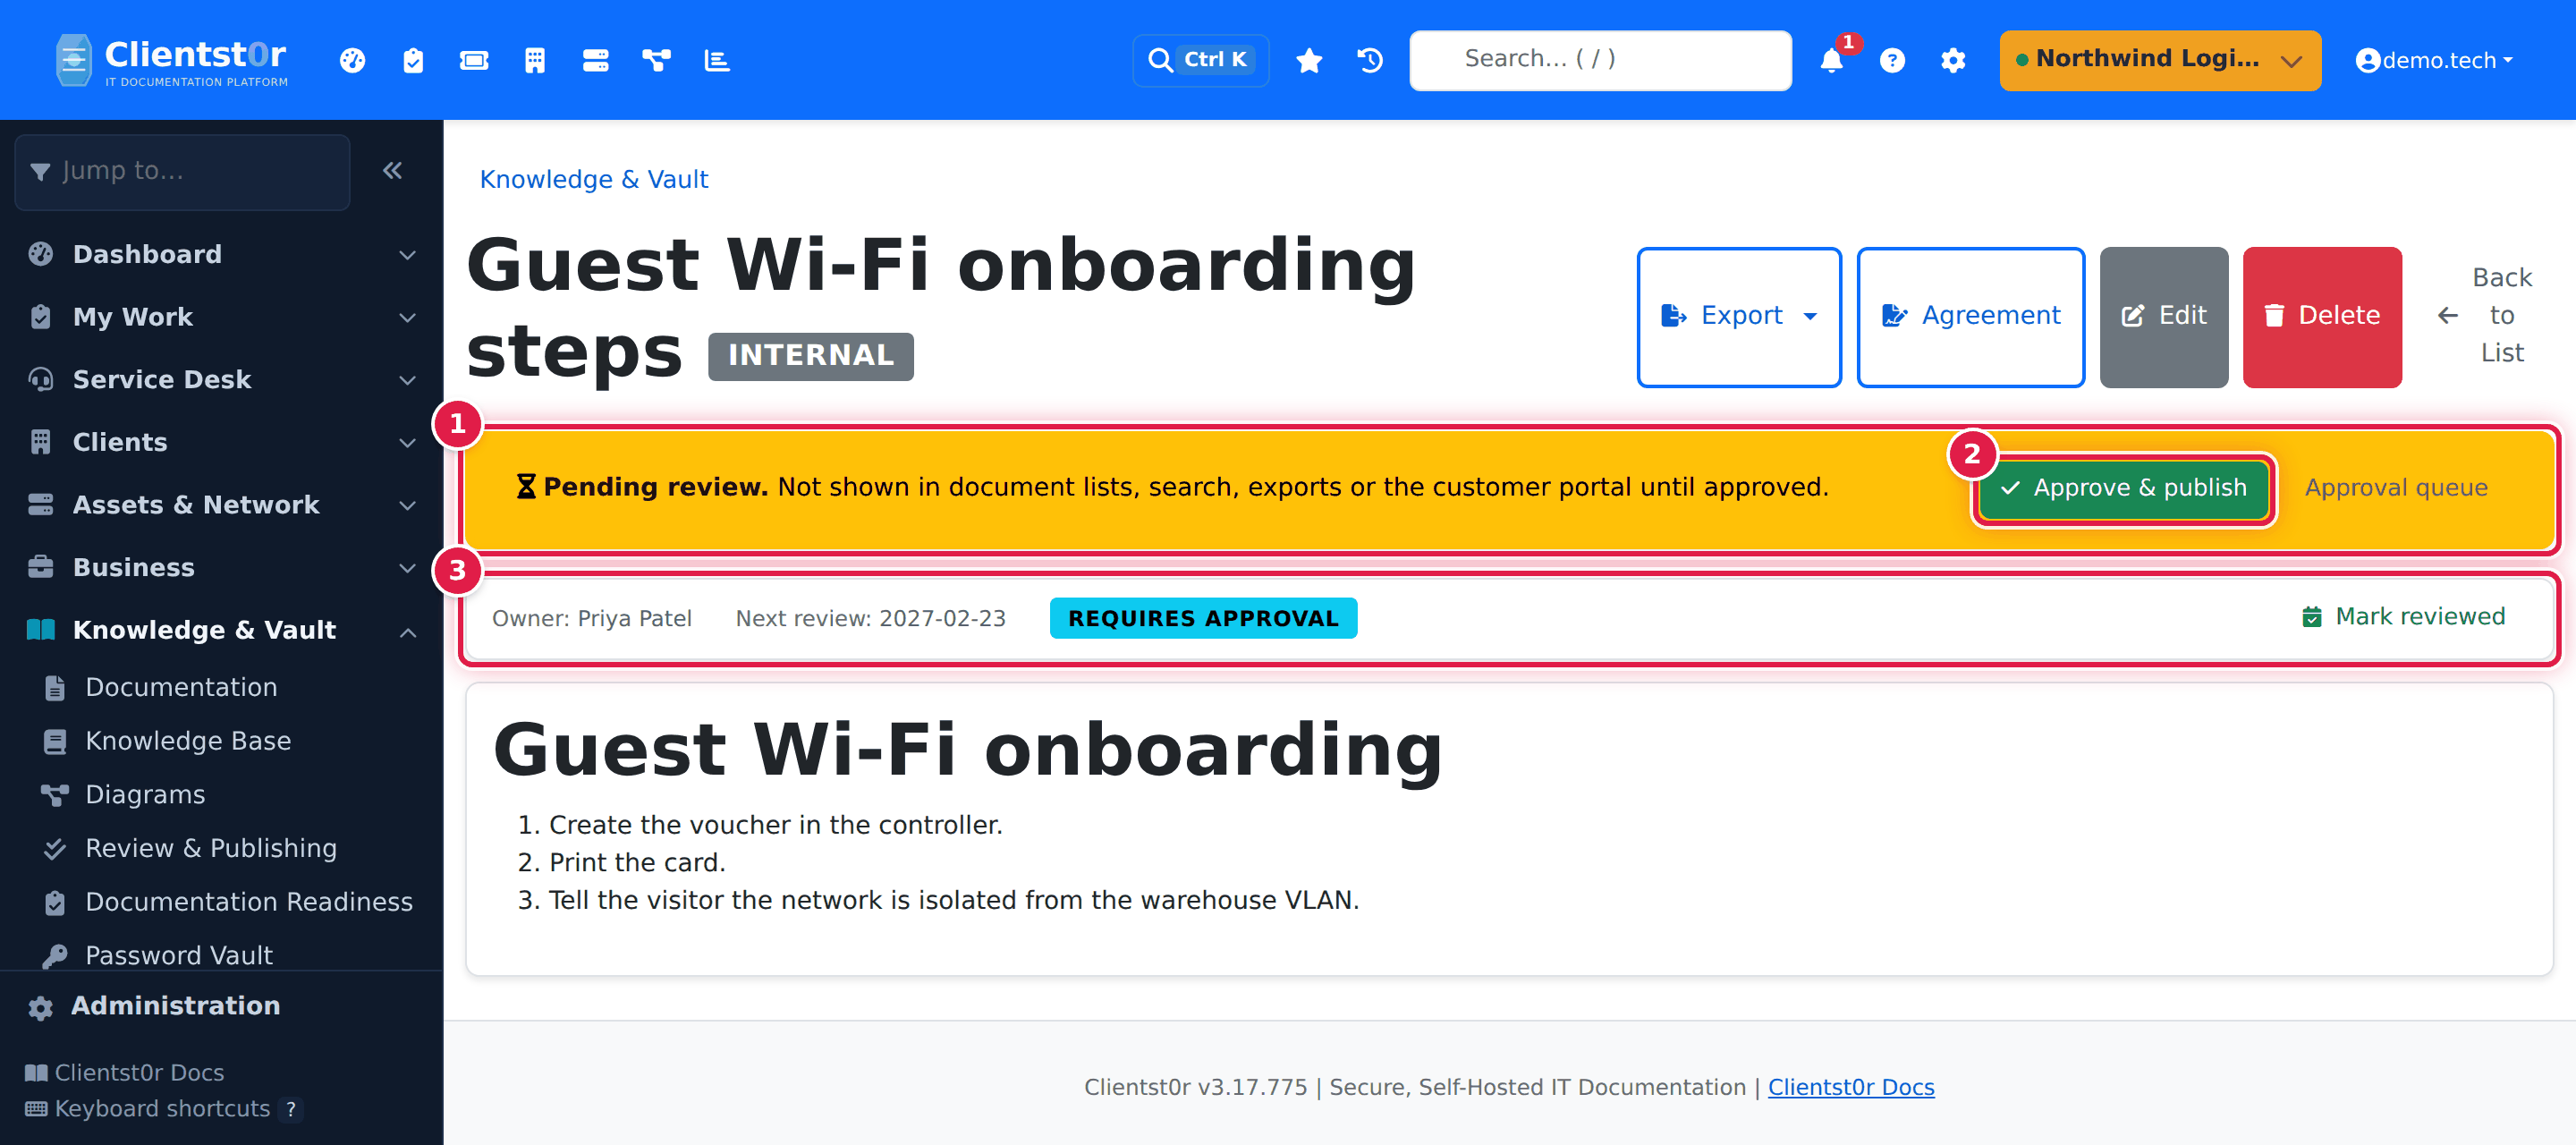 Clientst0r
IT DOCUMENTATION PLATFORM
Ctrl K
Search... ( / )
1
?
Northwind Logi...
demo.tech
Jump to...
Dashboard
My Work
Service Desk
Clients
Assets & Network
Business
Knowledge & Vault
Documentation
Knowledge Base
Diagrams
Review & Publishing
Documentation Readiness
Password Vault
Administration
Clientst0r Docs
Keyboard shortcuts ?
Knowledge & Vault
Guest Wi-Fi onboarding
steps INTERNAL
Export
Agreement
Edit
Delete
Back
to
List
1
Pending review. Not shown in document lists, search, exports or the customer portal until approved.
2
Approve & publish
Approval queue
3
Owner: Priya Patel
Next review: 2027-02-23
REQUIRES APPROVAL
Mark reviewed
Guest Wi-Fi onboarding
1. Create the voucher in the controller.
2. Print the card.
3. Tell the visitor the network is isolated from the warehouse VLAN.
Clientst0r v3.17.775 | Secure, Self-Hosted IT Documentation | Clientst0r Docs